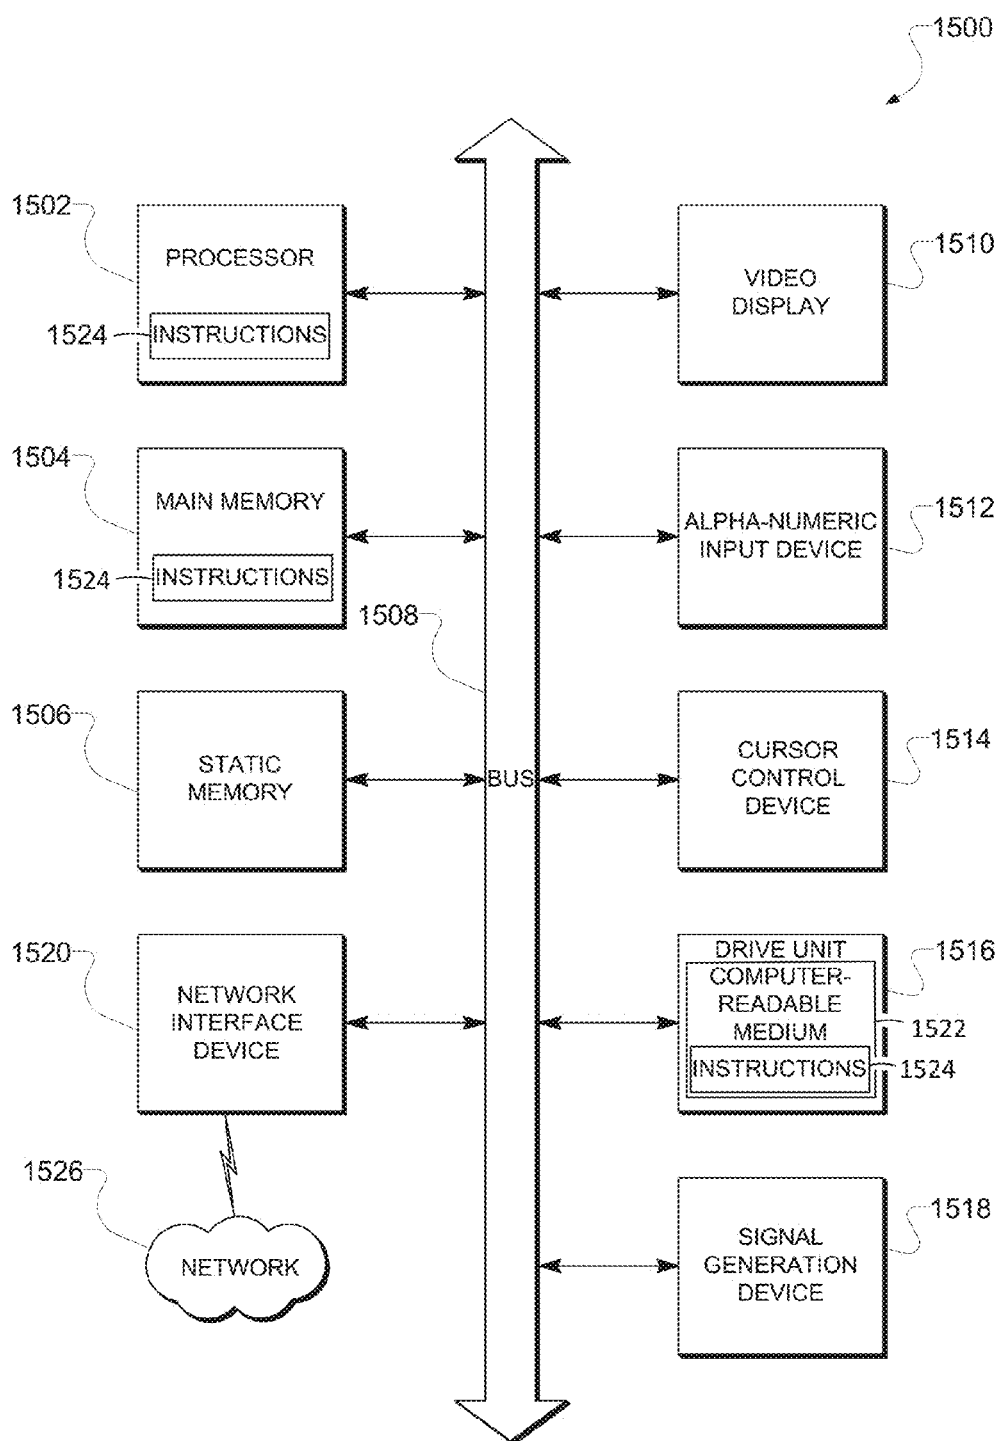 1500
1502
PROCESSOR
1524
INSTRUCTIONS
1510
VIDEO
DISPLAY
1504
MAIN MEMORY
1524
INSTRUCTIONS
1512
ALPHA-NUMERIC
INPUT DEVICE
1508
BUS
1506
STATIC
MEMORY
1514
CURSOR
CONTROL
DEVICE
1520
NETWORK
INTERFACE
DEVICE
1516
DRIVE UNIT
COMPUTER-
READABLE
MEDIUM
1522
INSTRUCTIONS
1524
1526
NETWORK
1518
SIGNAL
GENERATION
DEVICE